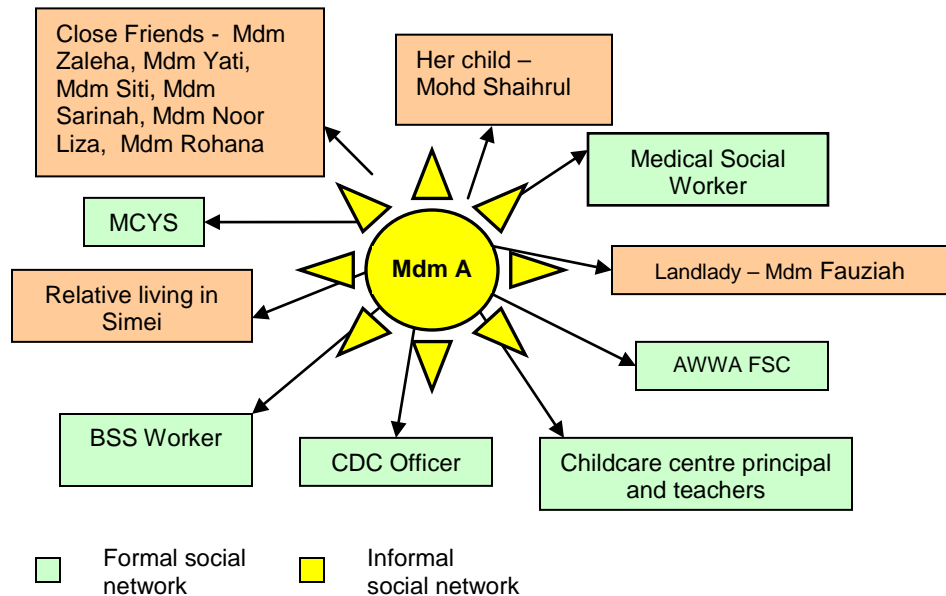 Close Friends -  Mdm
Zaleha, Mdm Yati,
Mdm Siti, Mdm
Sarinah, Mdm Noor
Liza,  Mdm Rohana
Her child –
Mohd Shaihrul
Medical Social
Worker
MCYS
Mdm A
Landlady – Mdm Fauziah
Relative living in
Simei
AWWA FSC
BSS Worker
CDC Officer
Childcare centre principal
and teachers
Formal social
network
Informal
social network